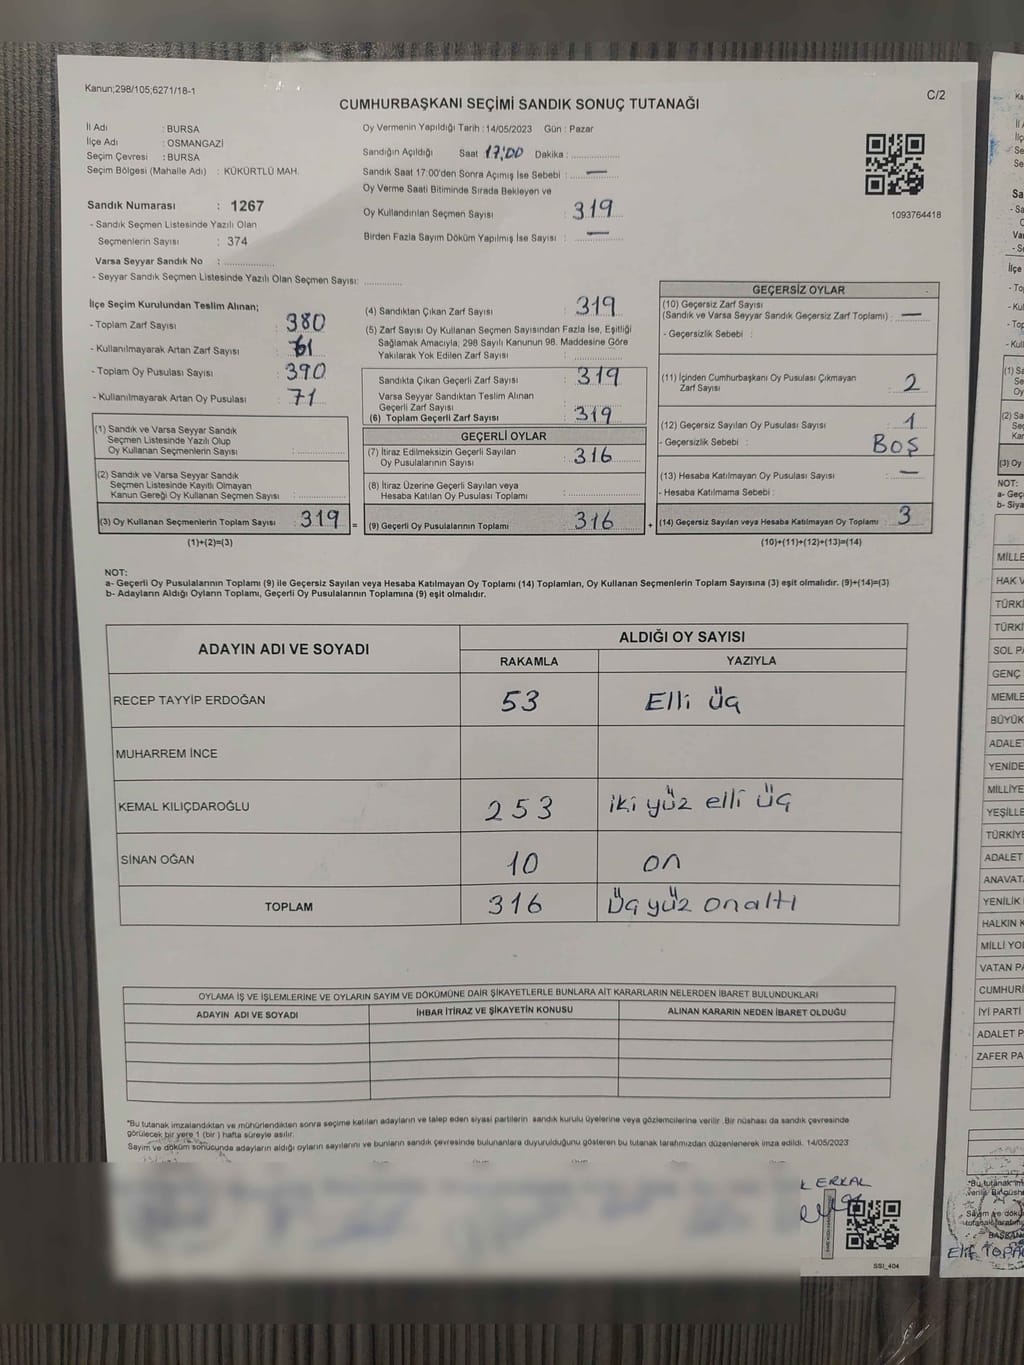 Kanun;298/105;6271/18-1
C/2
CUMHURBAŞKANI SEÇİMİ SANDIK SONUÇ TUTANAĞI
İl Adı : BURSA
İlçe Adı : OSMANGAZİ
Seçim Çevresi : BURSA
Seçim Bölgesi (Mahalle Adı) : KÜKÜRTLÜ MAH.
Sandık Numarası : 1267
- Sandık Seçmen Listesinde Yazılı Olan
Seçmenlerin Sayısı : 374
Varsa Seyyar Sandık No : ..............
- Seyyar Sandık Seçmen Listesinde Yazılı Olan Seçmen Sayısı: ..............
Oy Vermenin Yapıldığı Tarih : 14/05/2023 Gün : Pazar
Sandığın Açıldığı Saat 17:00 Dakika : ..............
Sandık Saat 17:00'den Sonra Açımış İse Sebebi : —
Oy Verme Saati Bitiminde Sırada Bekleyen ve
Oy Kullandırılan Seçmen Sayısı : 319
Birden Fazla Sayım Döküm Yapılmış İse Sayısı : —
1093764418
İlçe Seçim Kurulundan Teslim Alınan;
- Toplam Zarf Sayısı : 380
- Kullanılmayarak Artan Zarf Sayısı : 61
- Toplam Oy Pusulası Sayısı : 390
- Kullanılmayarak Artan Oy Pusulası : 71
(1) Sandık ve Varsa Seyyar Sandık
Seçmen Listesinde Yazılı Olup
Oy Kullanan Seçmenlerin Sayısı : ..............
(2) Sandık ve Varsa Seyyar Sandık
Seçmen Listesinde Kayıtlı Olmayan
Kanun Gereği Oy Kullanan Seçmen Sayısı : ..............
(3) Oy Kullanan Seçmenlerin Toplam Sayısı : 319 =
(1)+(2)=(3)
(4) Sandıktan Çıkan Zarf Sayısı : 319
(5) Zarf Sayısı Oy Kullanan Seçmen Sayısından Fazla İse, Eşitliği
Sağlamak Amacıyla; 298 Sayılı Kanunun 98. Maddesine Göre
Yakılarak Yok Edilen Zarf Sayısı : ..............
Sandıkta Çıkan Geçerli Zarf Sayısı : 319
Varsa Seyyar Sandıktan Teslim Alınan
Geçerli Zarf Sayısı :
(6) Toplam Geçerli Zarf Sayısı : 319
GEÇERLİ OYLAR
(7) İtiraz Edilmeksizin Geçerli Sayılan
Oy Pusulalarının Sayısı : 316
(8) İtiraz Üzerine Geçerli Sayılan veya
Hesaba Katılan Oy Pusulası Toplamı : ..............
(9) Geçerli Oy Pusulalarının Toplamı : 316 +
GEÇERSİZ OYLAR
(10) Geçersiz Zarf Sayısı
(Sandık ve Varsa Seyyar Sandık Geçersiz Zarf Toplamı) : —
- Geçersizlik Sebebi :
(11) İçinden Cumhurbaşkanı Oy Pusulası Çıkmayan
Zarf Sayısı : 2
(12) Geçersiz Sayılan Oy Pusulası Sayısı : 1
- Geçersizlik Sebebi : BOŞ
(13) Hesaba Katılmayan Oy Pusulası Sayısı : —
- Hesaba Katılmama Sebebi :
(14) Geçersiz Sayılan veya Hesaba Katılmayan Oy Toplamı : 3
(10)+(11)+(12)+(13)=(14)
NOT:
a- Geçerli Oy Pusulalarının Toplamı (9) ile Geçersiz Sayılan veya Hesaba Katılmayan Oy Toplamı (14) Toplamları, Oy Kullanan Seçmenlerin Toplam Sayısına (3) eşit olmalıdır. (9)+(14)=(3)
b- Adayların Aldığı Oyların Toplamı, Geçerli Oy Pusulalarının Toplamına (9) eşit olmalıdır.
ADAYIN ADI VE SOYADI
ALDIĞI OY SAYISI
RAKAMLA YAZIYLA
RECEP TAYYİP ERDOĞAN 53 Elli üç
MUHARREM İNCE
KEMAL KILIÇDAROĞLU 253 iki yüz elli üç
SİNAN OĞAN 10 on
TOPLAM 316 üç yüz onaltı
OYLAMA İŞ VE İŞLEMLERİNE VE OYLARIN SAYIM VE DÖKÜMÜNE DAİR ŞİKAYETLERLE BUNLARA AİT KARARLARIN NELERDEN İBARET BULUNDUKLARI
ADAYIN ADI VE SOYADI İHBAR İTİRAZ VE ŞİKAYETİN KONUSU ALINAN KARARIN NEDEN İBARET OLDUĞU
*Bu tutanak imzalandıktan ve mühürlendikten sonra seçime katılan adayların ve talep eden siyasi partilerin sandık kurulu üyelerine veya gözlemcilerine verilir. Bir nüshası da sandık çevresinde
görülecek bir yere 1 (bir) hafta süreyle asılır.
Sayım ve döküm sonucunda adayların aldığı oyların sayılarını ve bunların sandık çevresinde bulunanlara duyurulduğunu gösteren bu tutanak tarafımızdan düzenlenerek imza edildi. 14/05/2023
ERKAL
SSI_404
NOT:
MİLLE
HAK V
TÜRKİ
TÜRKİ
SOL PA
GENÇ
MEMLE
BÜYÜK
ADALET
YENİDE
MİLLİYE
YEŞİLLE
TÜRKİYE
ADALET
ANAVAT
YENİLİK
HALKIN K
MİLLİ YOL
VATAN PA
CUMHURİ
İYİ PARTİ
ADALET P
ZAFER PA